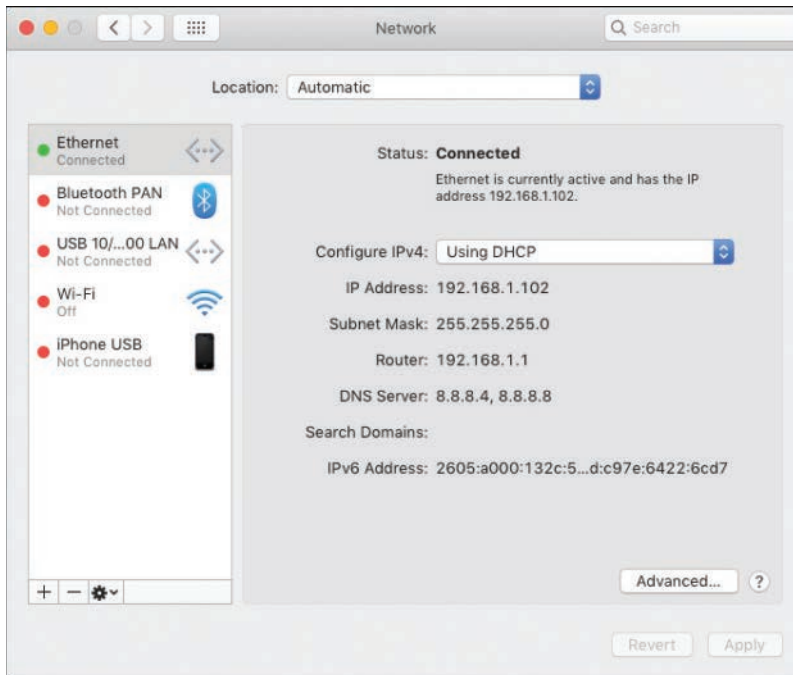 Network
Search
Location: Automatic
Ethernet
Connected
Bluetooth PAN
Not Connected
USB 10/...00 LAN
Not Connected
Wi-Fi
Off
iPhone USB
Not Connected
Status: Connected
Ethernet is currently active and has the IP
address 192.168.1.102.
Configure IPv4: Using DHCP
IP Address: 192.168.1.102
Subnet Mask: 255.255.255.0
Router: 192.168.1.1
DNS Server: 8.8.8.4, 8.8.8.8
Search Domains:
IPv6 Address: 2605:a000:132c:5...d:c97e:6422:6cd7
Advanced... ?
Revert Apply